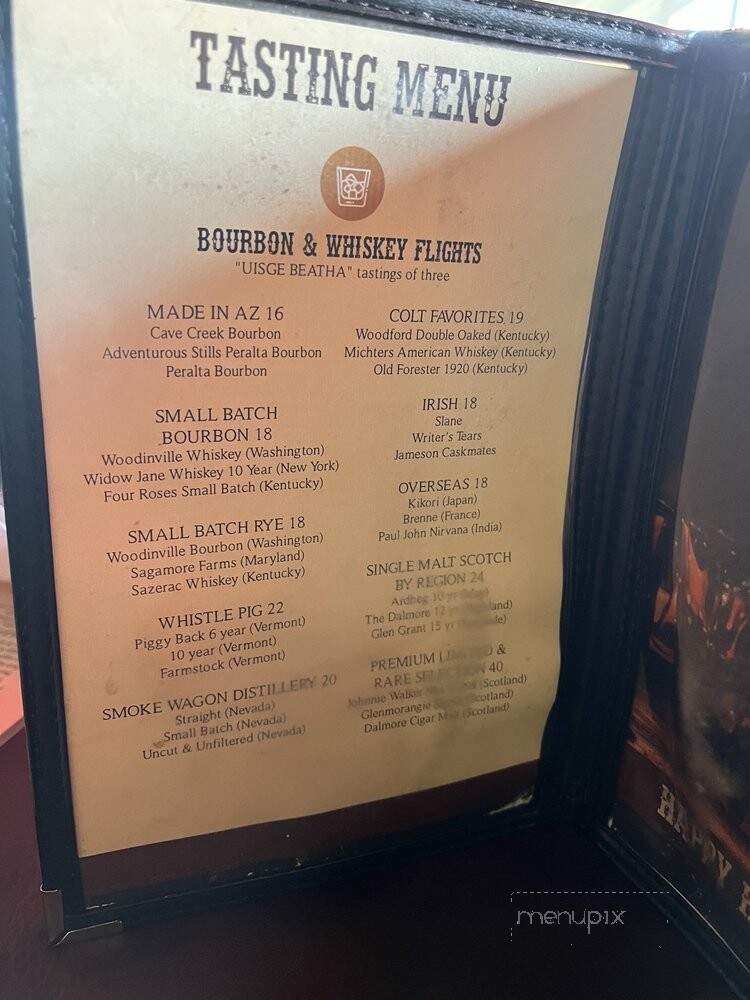 TASTING MENU
BOURBON & WHISKEY FLIGHTS
"UISGE BEATHA" tastings of three
MADE IN AZ 16
Cave Creek Bourbon
Adventurous Stills Peralta Bourbon
Peralta Bourbon
SMALL BATCH
BOURBON 18
Woodinville Whiskey (Washington)
Widow Jane Whiskey 10 Year (New York)
Four Roses Small Batch (Kentucky)
SMALL BATCH RYE 18
Woodinville Bourbon (Washington)
Sagamore Farms (Maryland)
Sazerac Whiskey (Kentucky)
WHISTLE PIG 22
Piggy Back 6 year (Vermont)
10 year (Vermont)
Farmstock (Vermont)
SMOKE WAGON DISTILLERY 20
Straight (Nevada)
Small Batch (Nevada)
Uncut & Unfiltered (Nevada)
COLT FAVORITES 19
Woodford Double Oaked (Kentucky)
Michters American Whiskey (Kentucky)
Old Forester 1920 (Kentucky)
IRISH 18
Slane
Writer's Tears
Jameson Caskmates
OVERSEAS 18
Kikori (Japan)
Brenne (France)
Paul John Nirvana (India)
SINGLE MALT SCOTCH
BY REGION 24
Ardbeg 10 yr
The Dalmore 12
Glen Grant 15 yr
PREMIUM LIMITED &
RARE SELECTION 40
Johnnie Walker (Scotland)
Glenmorangie (Scotland)
Dalmore Cigar (Scotland)
HAPPY
menupix